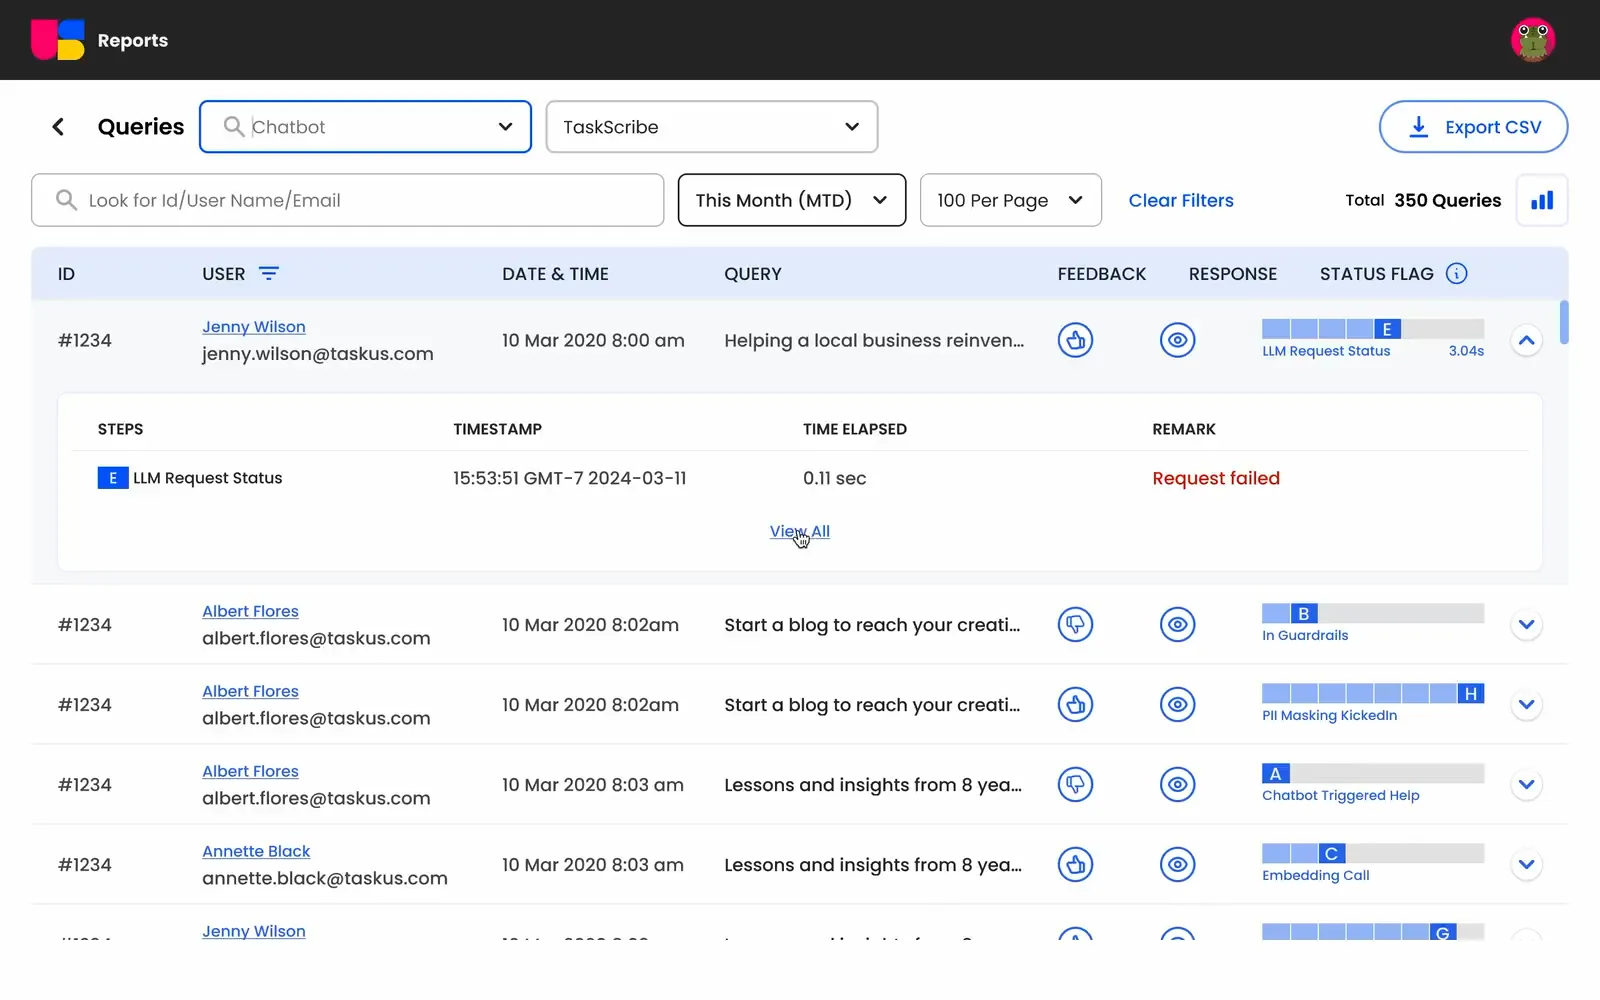 Reports
Queries
Chatbot
TaskScribe
Export CSV
Look for Id/User Name/Email
This Month (MTD)
100 Per Page
Clear Filters
Total 350 Queries
ID USER DATE & TIME QUERY FEEDBACK RESPONSE STATUS FLAG
#1234 Jenny Wilson jenny.wilson@taskus.com 10 Mar 2020 8:00 am Helping a local business reinven... E LLM Request Status 3.04s
STEPS TIMESTAMP TIME ELAPSED REMARK
E LLM Request Status 15:53:51 GMT-7 2024-03-11 0.11 sec Request failed
View All
#1234 Albert Flores albert.flores@taskus.com 10 Mar 2020 8:02am Start a blog to reach your creati... B In Guardrails
#1234 Albert Flores albert.flores@taskus.com 10 Mar 2020 8:02am Start a blog to reach your creati... H PII Masking KickedIn
#1234 Albert Flores albert.flores@taskus.com 10 Mar 2020 8:03 am Lessons and insights from 8 yea... A Chatbot Triggered Help
#1234 Annette Black annette.black@taskus.com 10 Mar 2020 8:03 am Lessons and insights from 8 yea... C Embedding Call
Jenny Wilson G